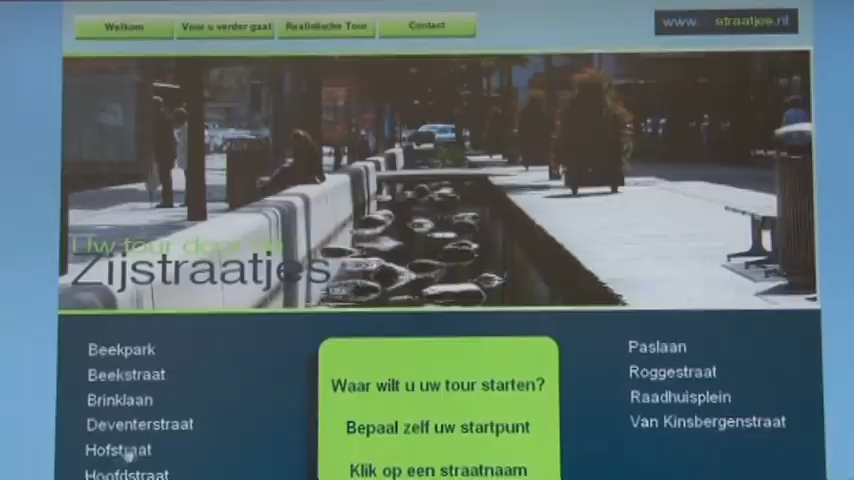 Welkom
Voor u verder gaat
Realistische Tour
Contact
www. straatjes.nl
Uw tour door de
Zijstraatjes
Beekpark
Beekstraat
Brinklaan
Deventerstraat
Hofstraat
Hoofdstraat
Waar wilt u uw tour starten?
Bepaal zelf uw startpunt
Klik op een straatnaam
Paslaan
Roggestraat
Raadhuisplein
Van Kinsbergenstraat